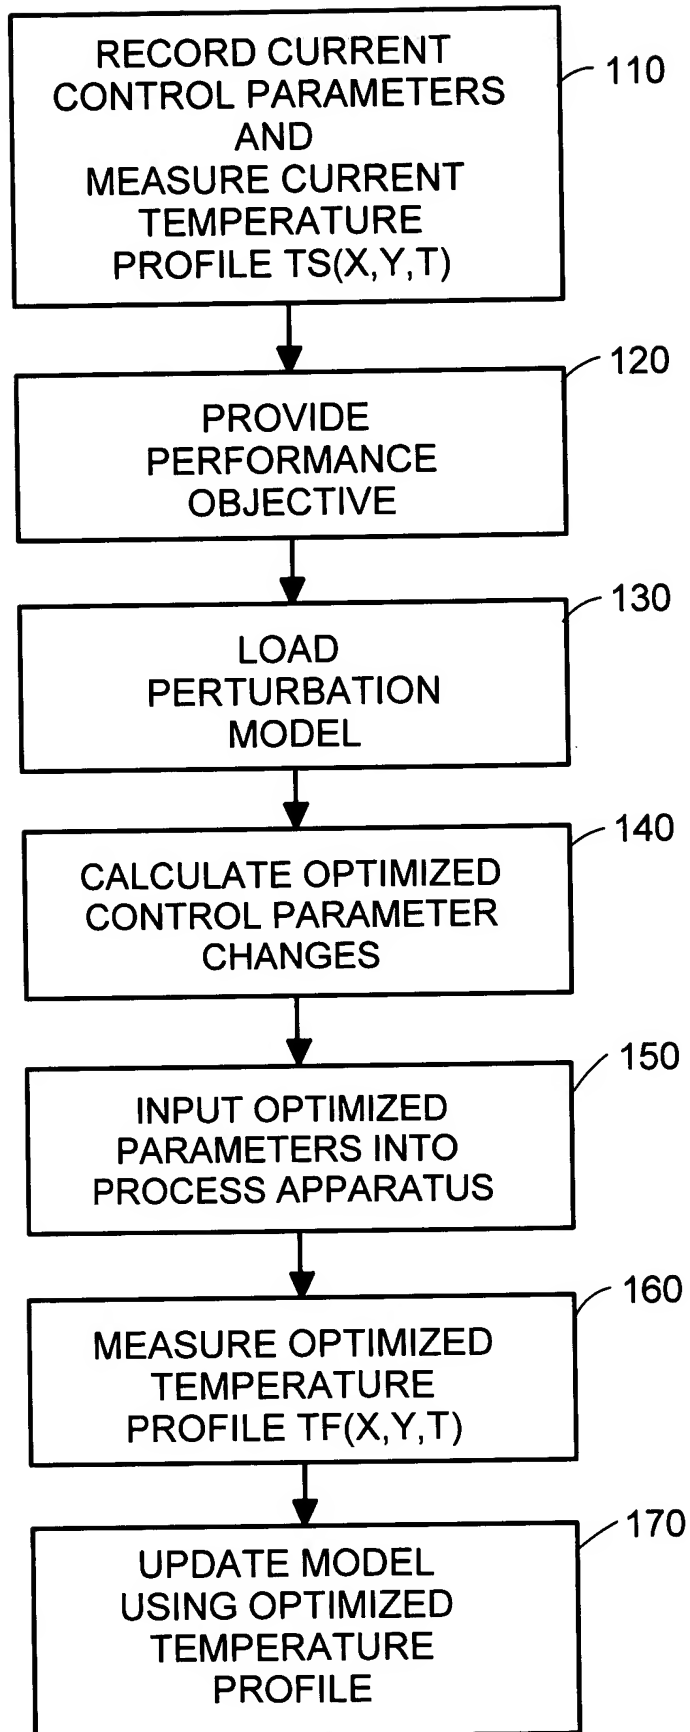 RECORD CURRENT
CONTROL PARAMETERS
AND
MEASURE CURRENT
TEMPERATURE
PROFILE TS(X,Y,T)
110
PROVIDE
PERFORMANCE
OBJECTIVE
120
LOAD
PERTURBATION
MODEL
130
CALCULATE OPTIMIZED
CONTROL PARAMETER
CHANGES
140
INPUT OPTIMIZED
PARAMETERS INTO
PROCESS APPARATUS
150
MEASURE OPTIMIZED
TEMPERATURE
PROFILE TF(X,Y,T)
160
UPDATE MODEL
USING OPTIMIZED
TEMPERATURE
PROFILE
170